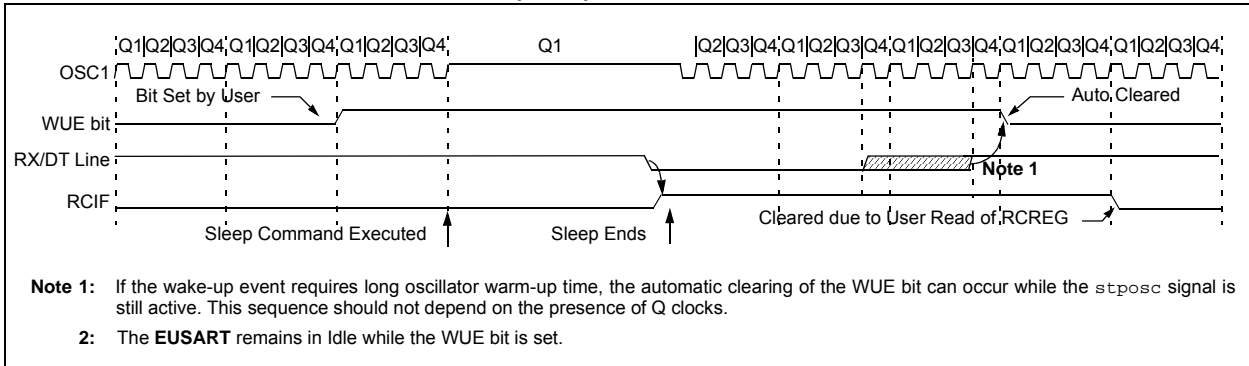 Q1|Q2|Q3|Q4 Q1|Q2|Q3|Q4 Q1|Q2|Q3|Q4 Q1 |Q2|Q3|Q4 Q1|Q2|Q3|Q4 Q1|Q2|Q3|Q4 Q1|Q2|Q3|Q4 Q1|Q2|Q3|Q4
OSC1
Bit Set by User
Auto Cleared
WUE bit
RX/DT Line
Note 1
RCIF
Cleared due to User Read of RCREG
Sleep Command Executed
Sleep Ends
Note 1: If the wake-up event requires long oscillator warm-up time, the automatic clearing of the WUE bit can occur while the stposc signal is
still active. This sequence should not depend on the presence of Q clocks.
2: The EUSART remains in Idle while the WUE bit is set.